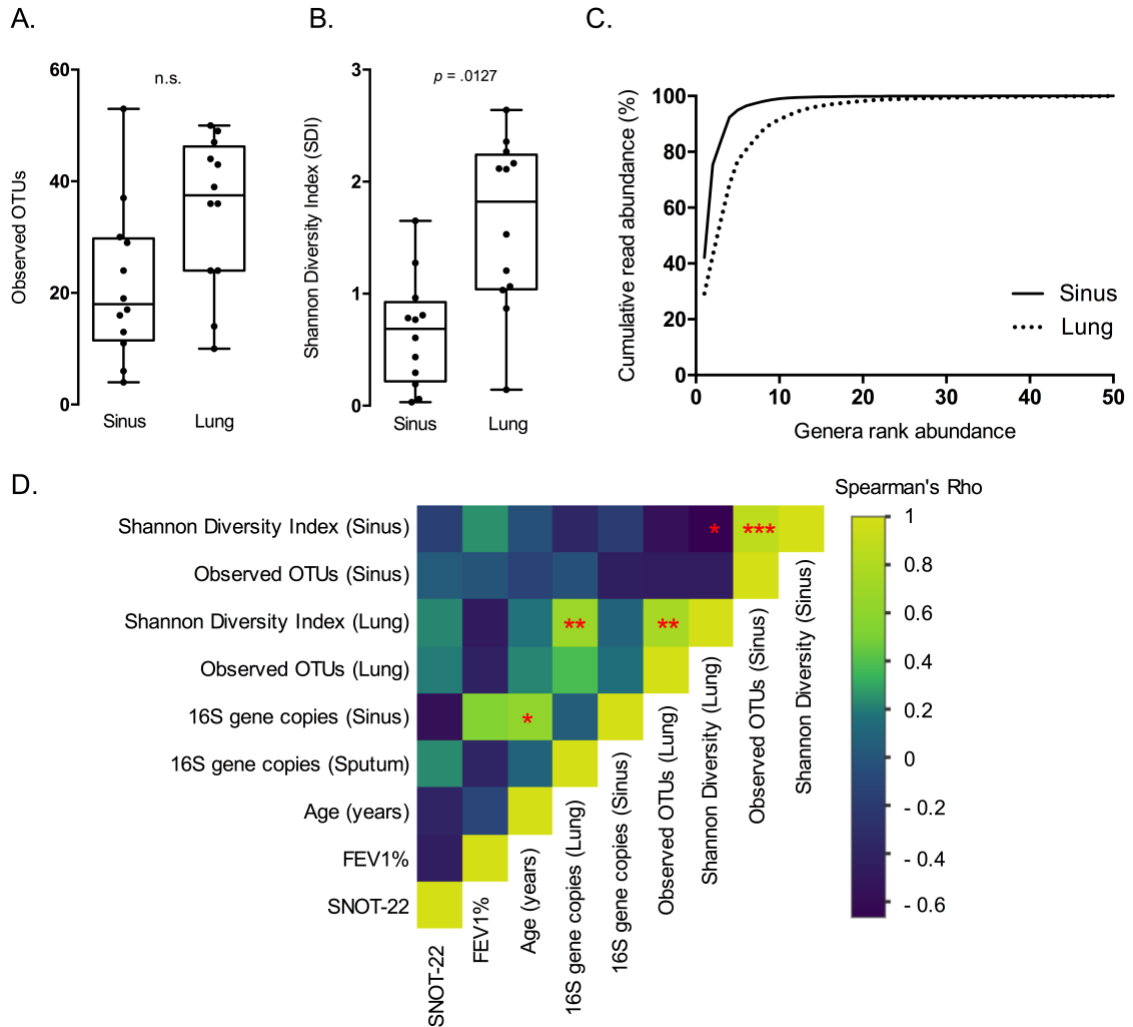 A.
B.
C.
Observed OTUs
60
40
20
0
n.s.
Sinus
Lung
Shannon Diversity Index (SDI)
3
2
1
0
p = .0127
Sinus
Lung
Cumulative read abundance (%)
100
80
60
40
20
0
0
10
20
30
40
50
Genera rank abundance
Sinus
Lung
D.
Shannon Diversity Index (Sinus)
Observed OTUs (Sinus)
Shannon Diversity Index (Lung)
Observed OTUs (Lung)
16S gene copies (Sinus)
16S gene copies (Sputum)
Age (years)
FEV1%
SNOT-22
*
***
**
**
*
SNOT-22
FEV1%
Age (years)
16S gene copies (Lung)
16S gene copies (Sinus)
Observed OTUs (Lung)
Shannon Diversity (Lung)
Observed OTUs (Sinus)
Shannon Diversity (Sinus)
Spearman's Rho
1
0.8
0.6
0.4
0.2
0
- 0.2
- 0.4
- 0.6